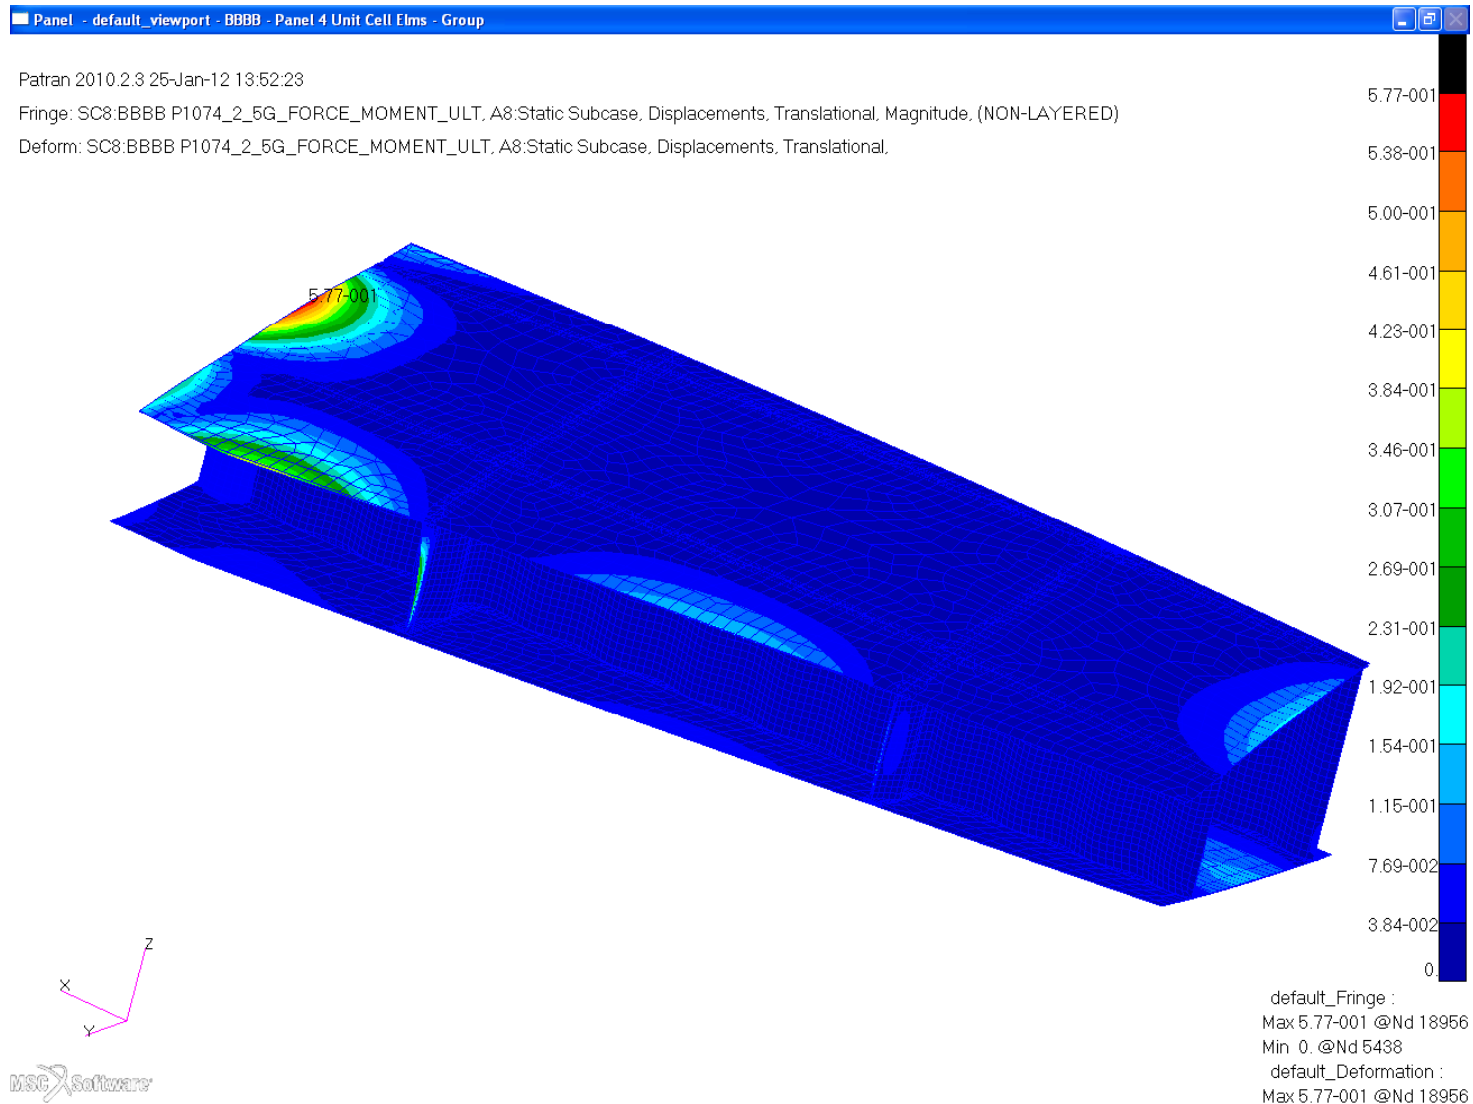 Panel - default_viewport - BBBB - Panel 4 Unit Cell Elms - Group
Patran 2010.2.3 25-Jan-12 13:52:23
Fringe: SC8:BBBB P1074_2_5G_FORCE_MOMENT_ULT, A8:Static Subcase, Displacements, Translational, Magnitude, (NON-LAYERED)
Deform: SC8:BBBB P1074_2_5G_FORCE_MOMENT_ULT, A8:Static Subcase, Displacements, Translational,
5.77-001
5.38-001
5.00-001
4.61-001
4.23-001
3.84-001
3.46-001
3.07-001
2.69-001
2.31-001
1.92-001
1.54-001
1.15-001
7.69-002
3.84-002
0.
5.77-001
Z
X
Y
default_Fringe :
Max 5.77-001 @Nd 18956
Min 0. @Nd 5438
default_Deformation :
Max 5.77-001 @Nd 18956
MSC Software